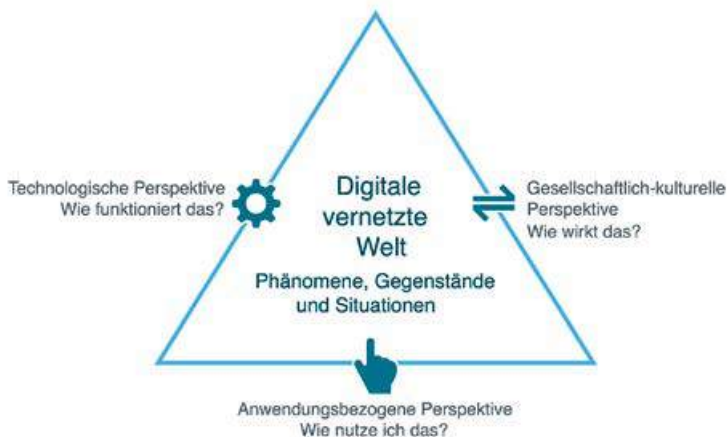 Technologische Perspektive
Wie funktioniert das?
Digitale
vernetzte
Welt
Phänomene, Gegenstände
und Situationen
Gesellschaftlich-kulturelle
Perspektive
Wie wirkt das?
Anwendungsbezogene Perspektive
Wie nutze ich das?